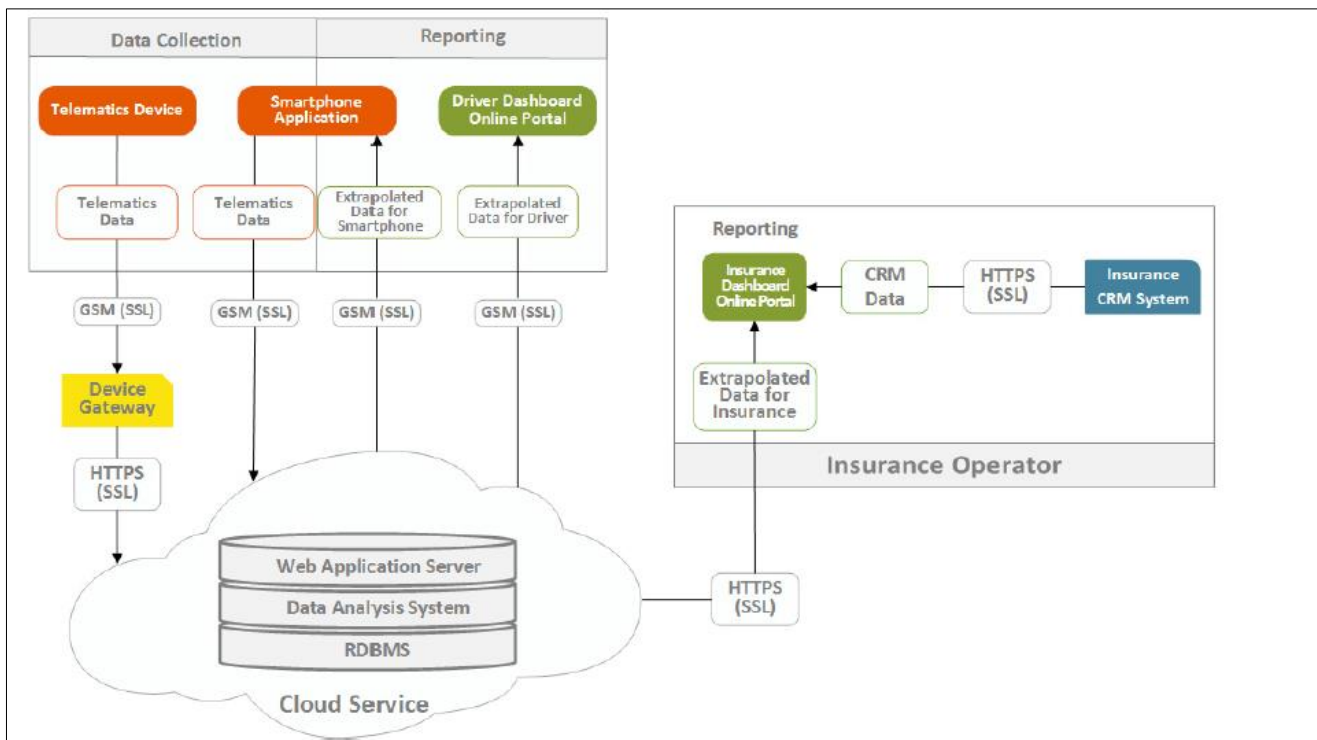 Data Collection
Reporting
Telematics Device
Smartphone
Application
Driver Dashboard
Online Portal
Telematics
Data
Telematics
Data
Extrapolated
Data for
Smartphone
Extrapolated
Data for Driver
GSM (SSL)
GSM (SSL)
GSM (SSL)
GSM (SSL)
Device
Gateway
HTTPS
(SSL)
Web Application Server
Data Analysis System
RDBMS
Cloud Service
HTTPS
(SSL)
Reporting
Insurance
Dashboard
Online Portal
CRM
Data
HTTPS
(SSL)
Insurance
CRM System
Extrapolated
Data for
Insurance
Insurance Operator